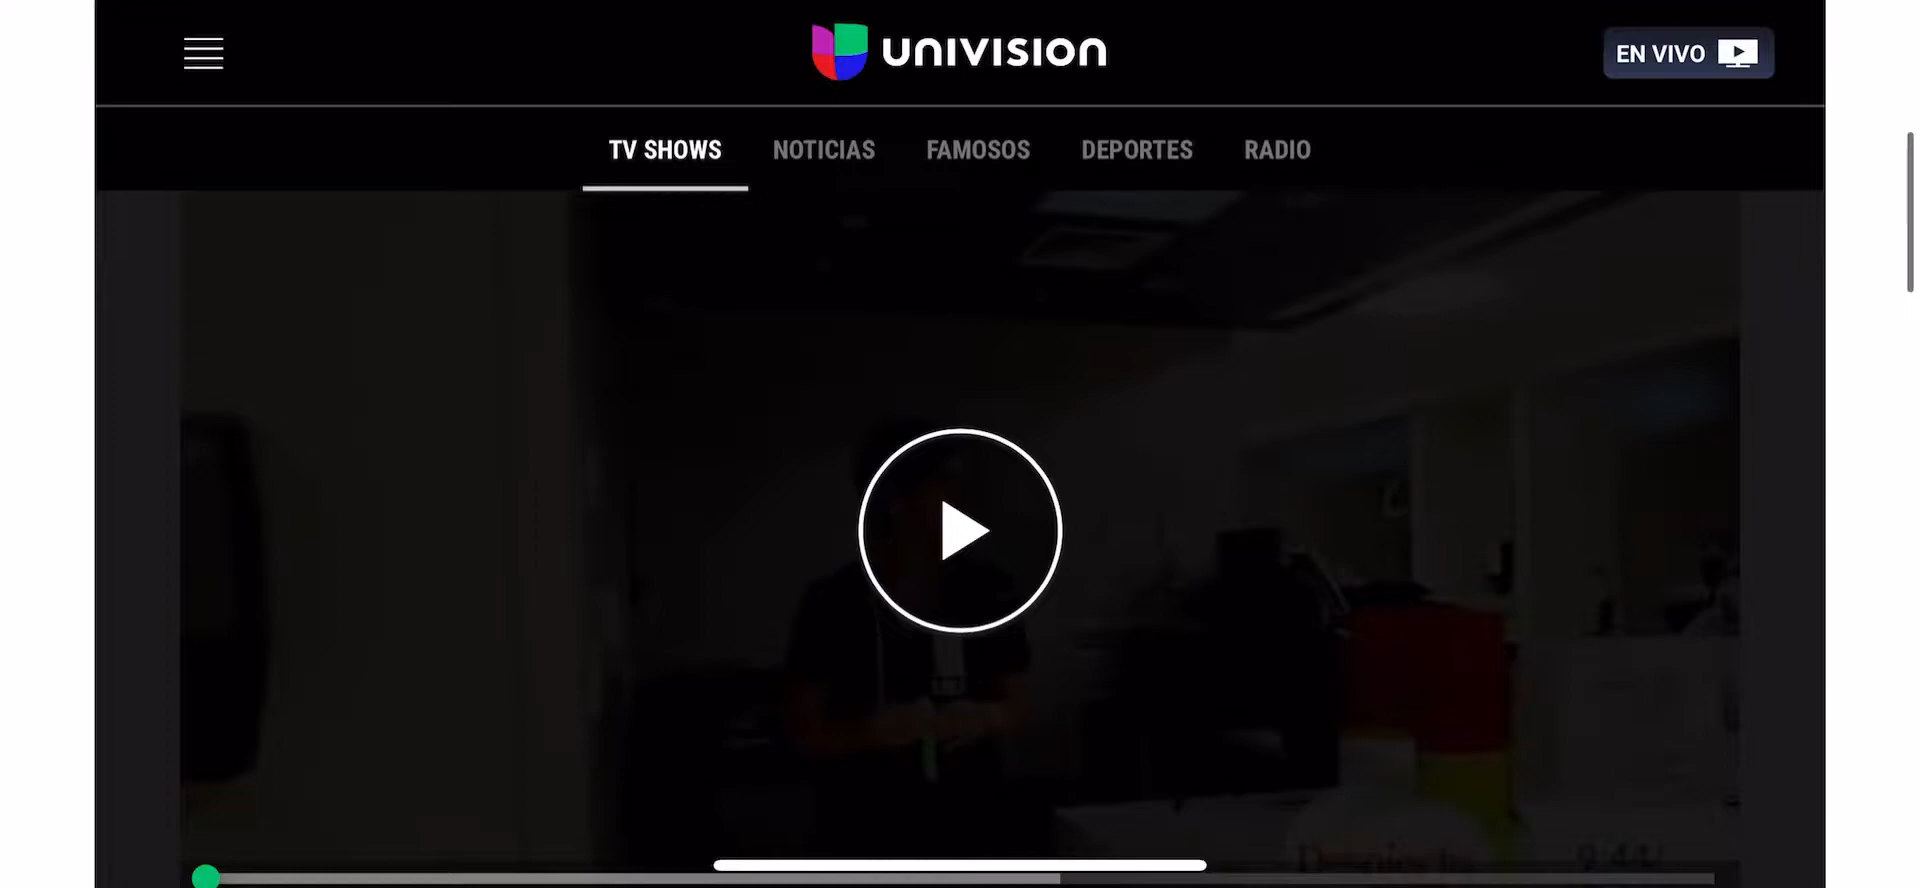 UNIVISION
EN VIVO
TV SHOWS NOTICIAS FAMOSOS DEPORTES RADIO